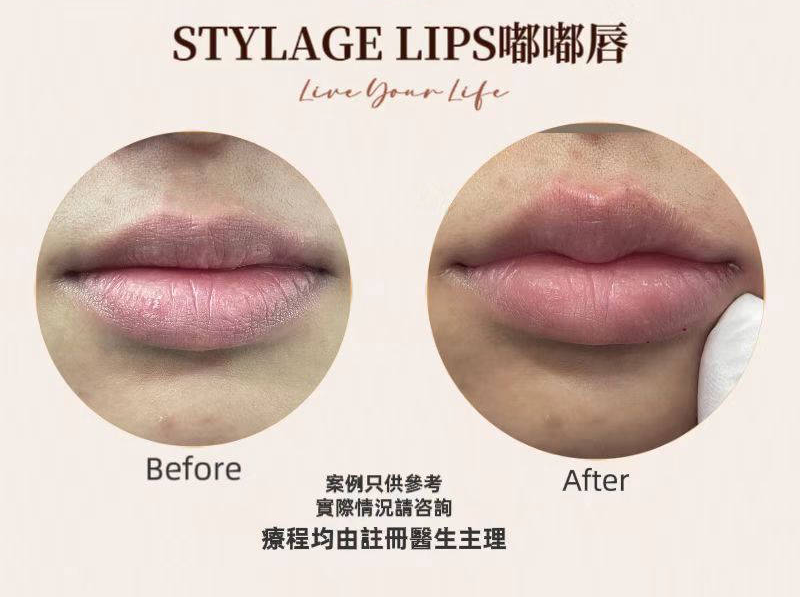 STYLAGE LIPS嘟嘟唇
Live Your Life
Before
After
案例只供參考
實際情況請咨詢
療程均由註冊醫生主理